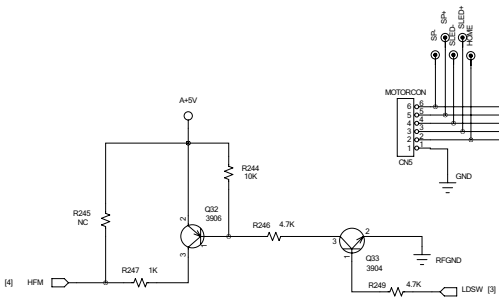 SP-
SP+
SLED-
SLED+
HOME
MOTORCON
6 6
5 5
4 4
3 3
2 2
1 1
CN5
GND
A+5V
R244
10K
R245
NC
Q32
3906
2
1
3
R246 4.7K
3 2
1
Q33
3904
RFGND
R247 1K
[4] HFM
R249 4.7K
LDSW [3]